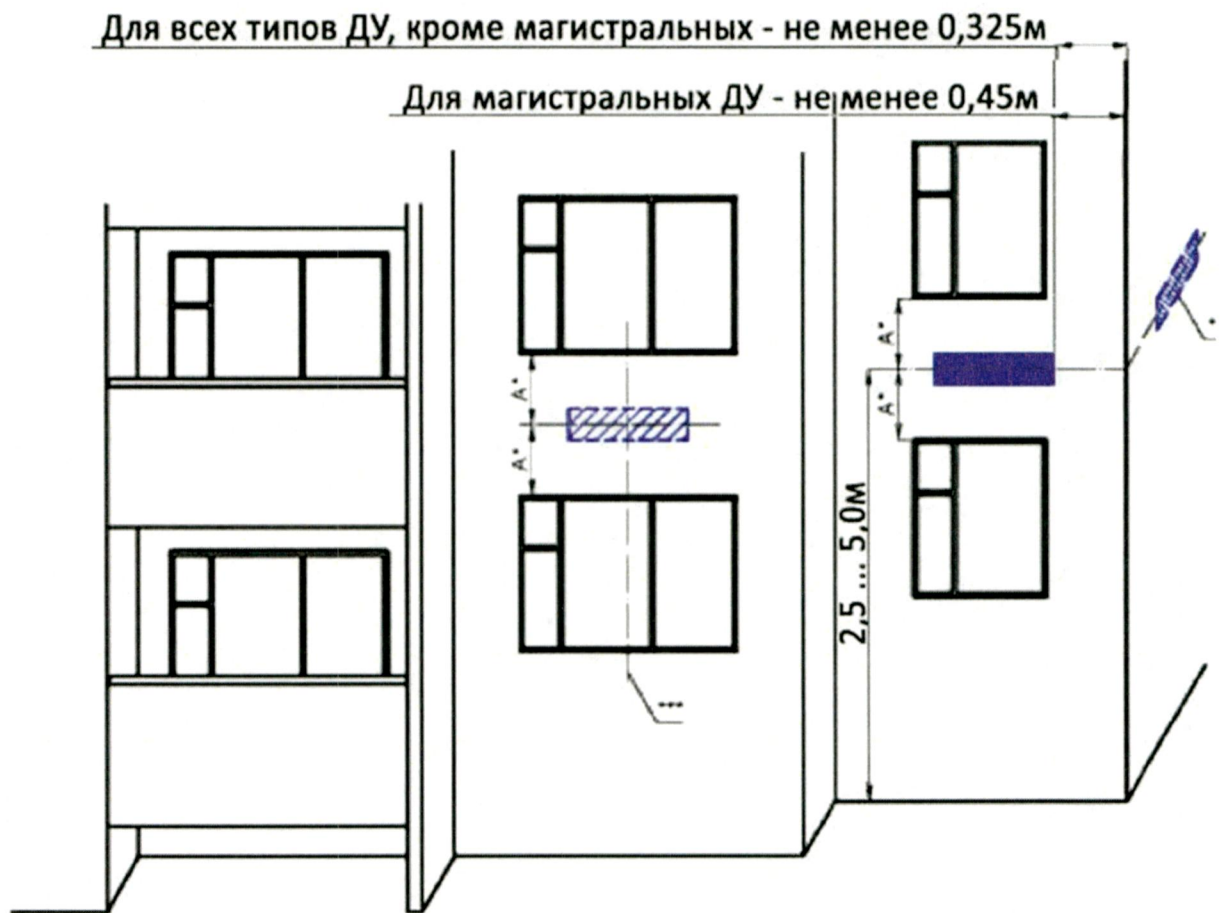 Для всех типов ДУ, кроме магистральных - не менее 0,325м
Для магистральных ДУ - не менее 0,45м
А*
А*
А*
А*
2,5 ... 5,0м
***
*